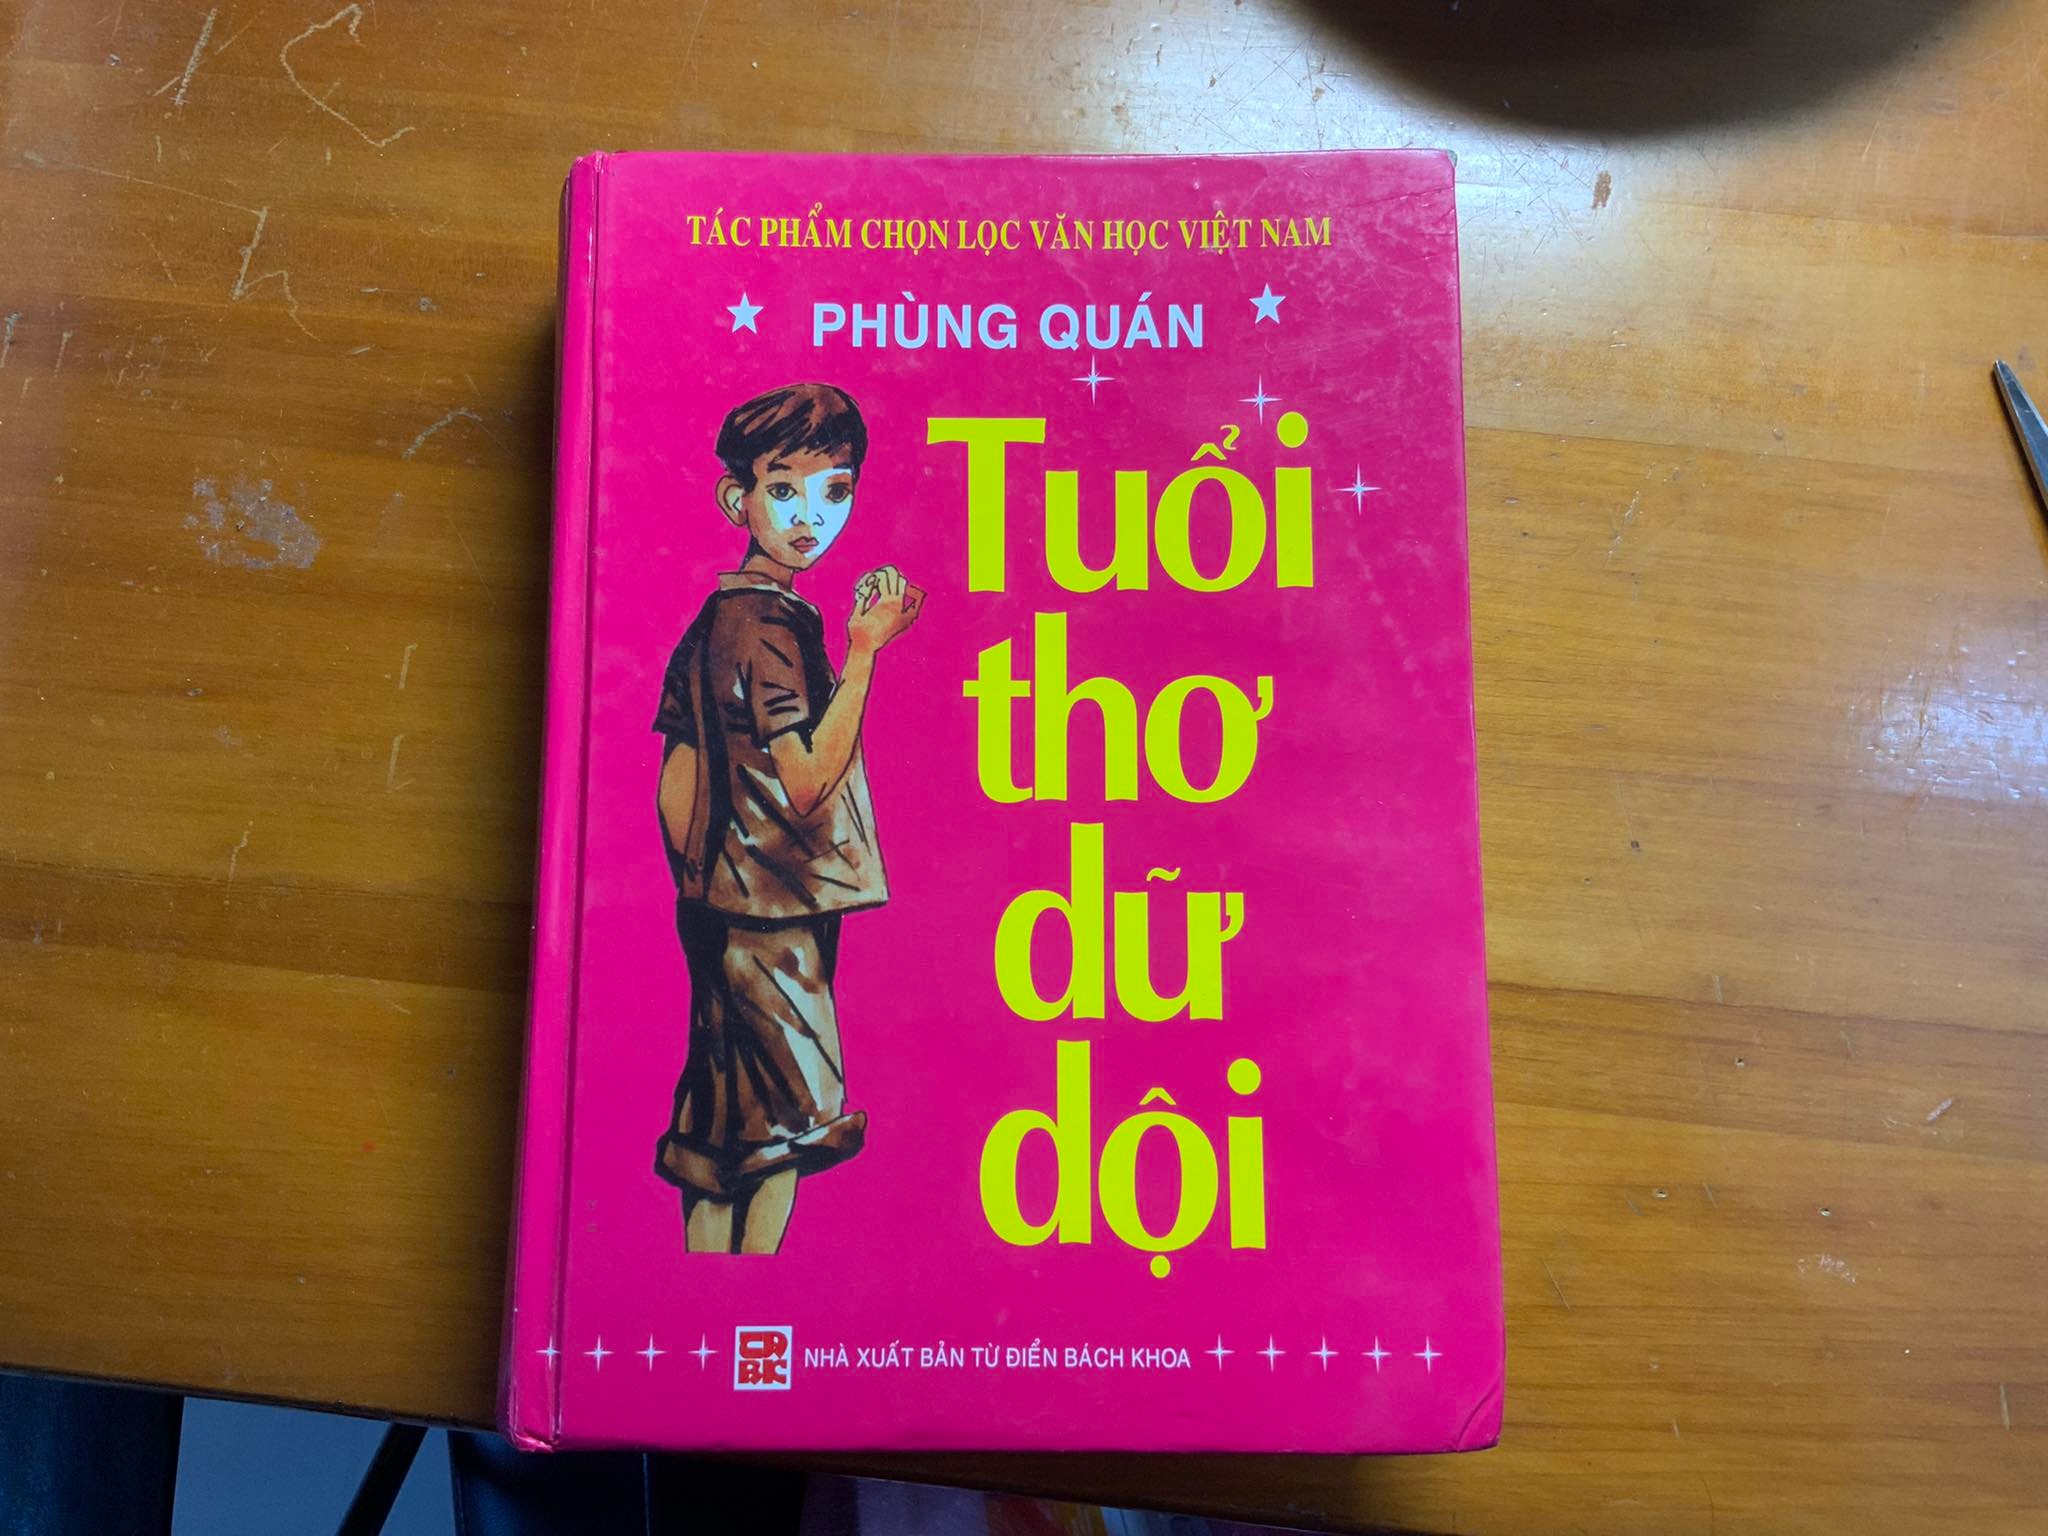 TÁC PHẨM CHỌN LỌC VĂN HỌC VIỆT NAM
PHÙNG QUÁN
Tuổi
thơ
dữ
dội
NHÀ XUẤT BẢN TỪ ĐIỂN BÁCH KHOA